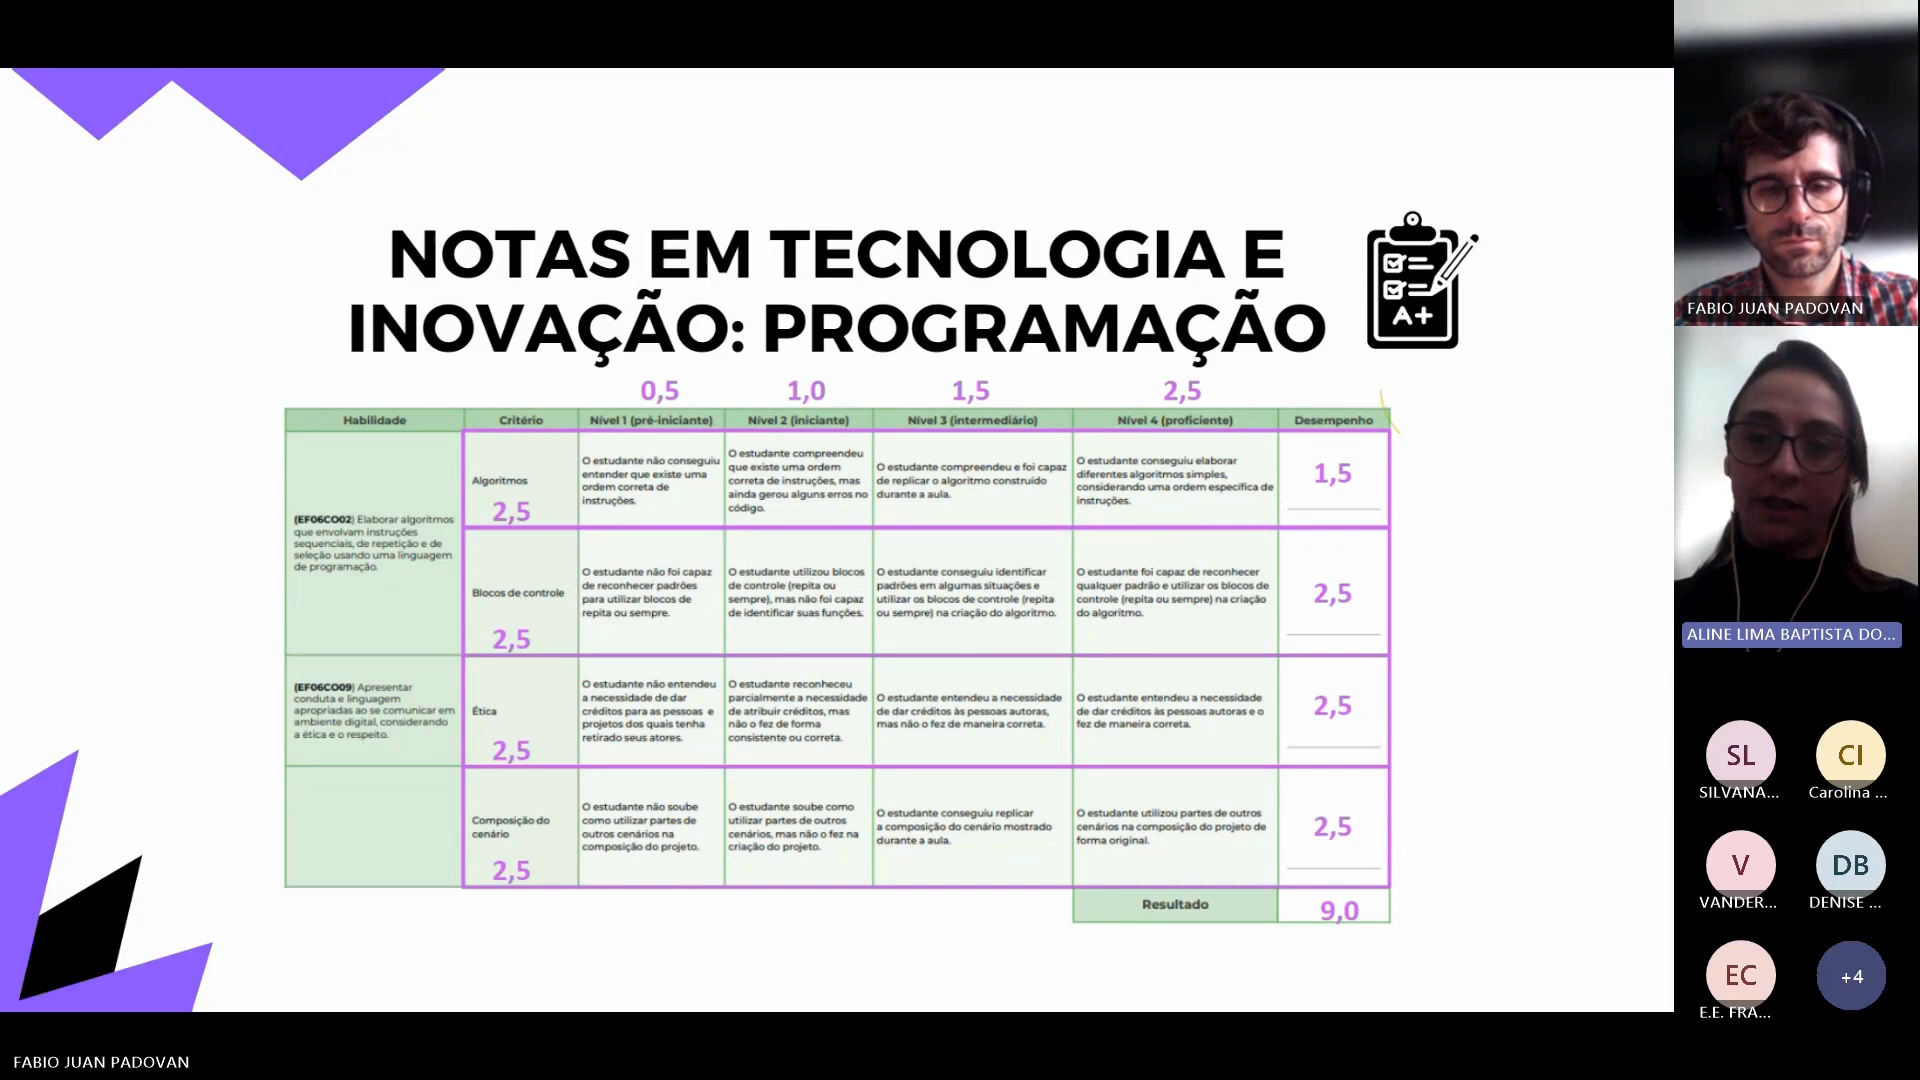 NOTAS EM TECNOLOGIA E
INOVAÇÃO: PROGRAMAÇÃO
A+
0,5 1,0 1,5 2,5
Habilidade Critério Nível 1 (pré-iniciante) Nível 2 (iniciante) Nível 3 (intermediário) Nível 4 (proficiente) Desempenho
(EF06CO02) Elaborar algoritmos
que envolvam instruções
sequenciais, de repetição e de
seleção usando uma linguagem
de programação.
Algoritmos
2,5
O estudante não conseguiu
entender que existe uma
ordem correta de
instruções.
O estudante compreendeu
que existe uma ordem
correta de instruções, mas
ainda gerou alguns erros no
código.
O estudante compreendeu e foi capaz
de replicar o algoritmo construído
durante a aula.
O estudante conseguiu elaborar
diferentes algoritmos simples,
considerando uma ordem específica de
instruções.
1,5
Blocos de controle
2,5
O estudante não foi capaz
de reconhecer padrões
para utilizar blocos de
repita ou sempre.
O estudante utilizou blocos
de controle (repita ou
sempre), mas não foi capaz
de identificar suas funções.
O estudante conseguiu identificar
padrões em algumas situações e
utilizar os blocos de controle (repita
ou sempre) na criação do algoritmo.
O estudante foi capaz de reconhecer
qualquer padrão e utilizar os blocos de
controle (repita ou sempre) na criação
do algoritmo.
2,5
(EF06CO09) Apresentar
conduta e linguagem
apropriadas ao se comunicar em
ambiente digital, considerando
a ética e o respeito.
Ética
2,5
O estudante não entendeu
a necessidade de dar
créditos para as pessoas e
projetos dos quais tenha
retirado seus atores.
O estudante reconheceu
parcialmente a necessidade
de atribuir créditos, mas
não o fez de forma
consistente ou correta.
O estudante entendeu a necessidade
de dar créditos às pessoas autoras,
mas não o fez de maneira correta.
O estudante entendeu a necessidade
de dar créditos às pessoas autoras e o
fez de maneira correta.
2,5
Composição do
cenário
2,5
O estudante não soube
como utilizar partes de
outros cenários na
composição do projeto.
O estudante soube como
utilizar partes de outros
cenários, mas não o fez na
criação do projeto.
O estudante conseguiu replicar
a composição do cenário mostrado
durante a aula.
O estudante utilizou partes de outros
cenários na composição do projeto de
forma original.
2,5
Resultado 9,0
FABIO JUAN PADOVAN
ALINE LIMA BAPTISTA DO...
SL CI
SILVANA... Carolina ...
V DB
VANDER... DENISE ...
EC +4
E.E. FRA...
FABIO JUAN PADOVAN